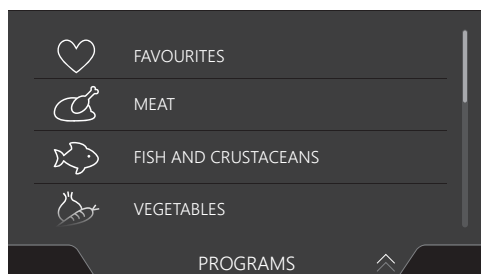 FAVOURITES
MEAT
FISH AND CRUSTACEANS
VEGETABLES
PROGRAMS